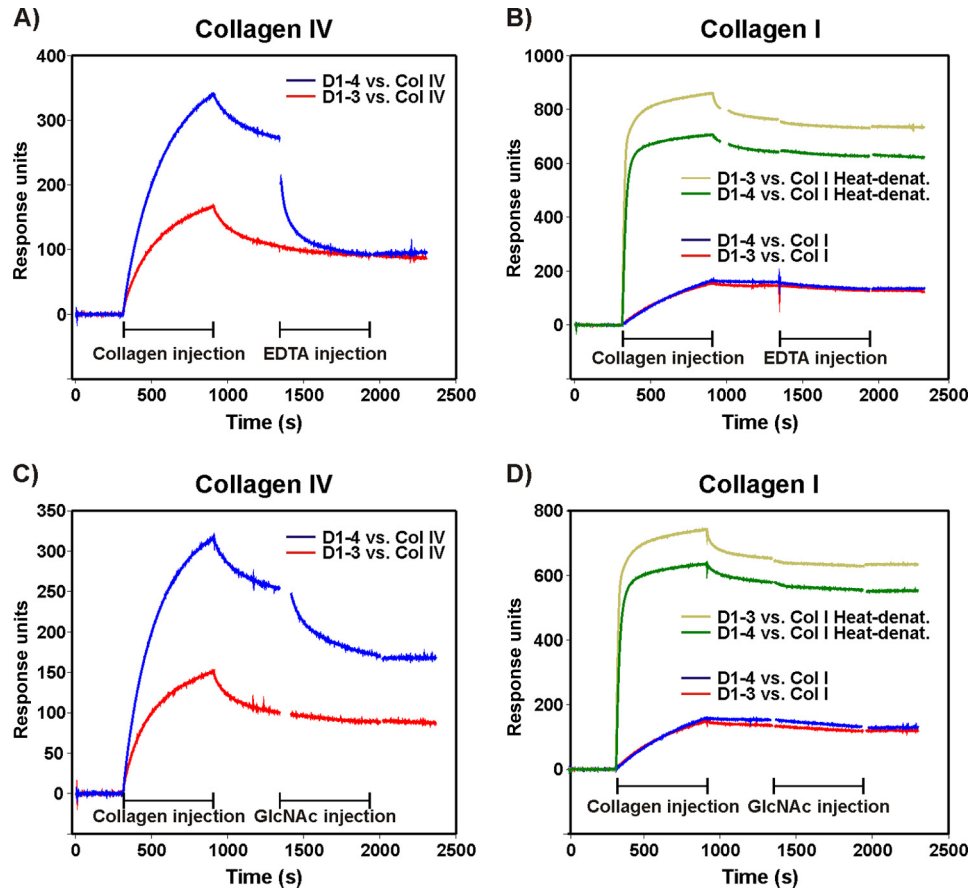 A)
Collagen IV
400
300
200
100
0
Response units
D1-4 vs. Col IV
D1-3 vs. Col IV
Collagen injection
EDTA injection
0 500 1000 1500 2000 2500
Time (s)
B)
Collagen I
1000
800
600
400
200
0
Response units
D1-3 vs. Col I Heat-denat.
D1-4 vs. Col I Heat-denat.
D1-4 vs. Col I
D1-3 vs. Col I
Collagen injection
EDTA injection
0 500 1000 1500 2000 2500
Time (s)
C)
Collagen IV
350
300
250
200
150
100
50
0
Response units
D1-4 vs. Col IV
D1-3 vs. Col IV
Collagen injection
GlcNAc injection
0 500 1000 1500 2000 2500
Time (s)
D)
Collagen I
800
600
400
200
0
Response units
D1-3 vs. Col I Heat-denat.
D1-4 vs. Col I Heat-denat.
D1-4 vs. Col I
D1-3 vs. Col I
Collagen injection
GlcNAc injection
0 500 1000 1500 2000 2500
Time (s)